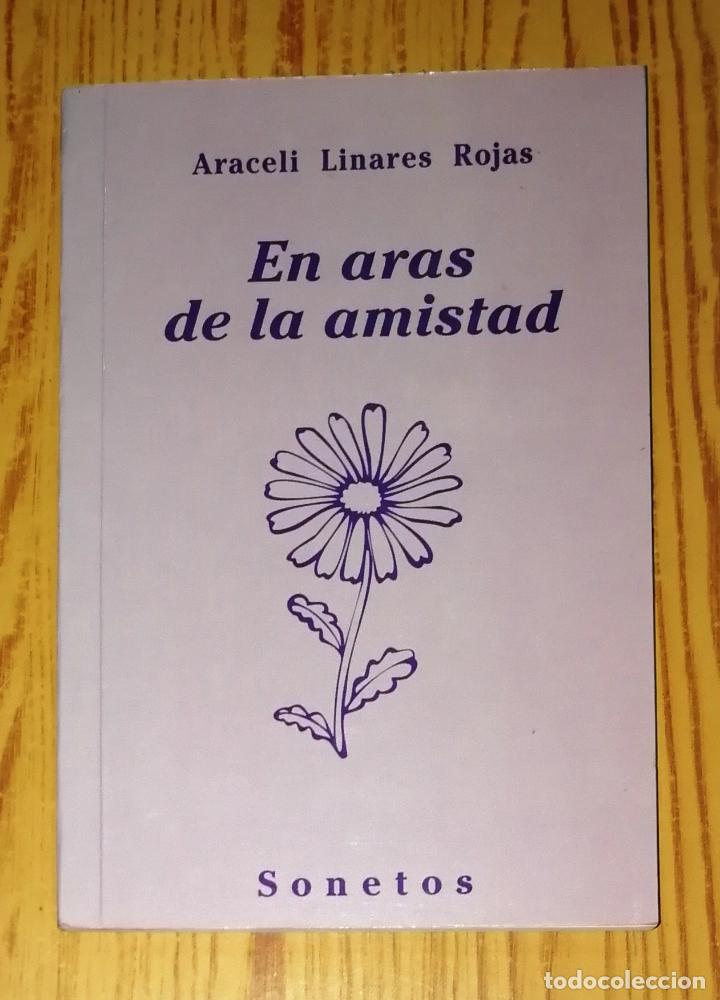 Araceli Linares Rojas
En aras
de la amistad
Sonetos
todocoleccion